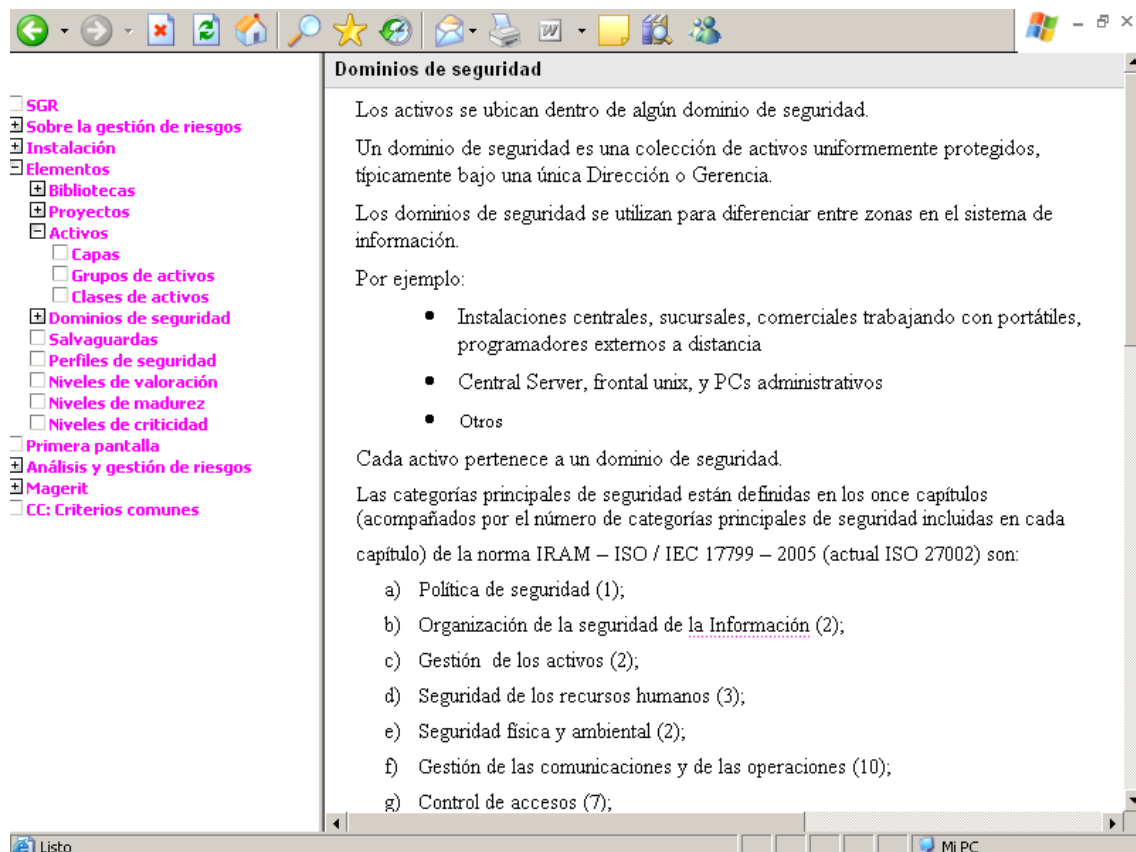 Dominios de seguridad
SGR
Sobre la gestión de riesgos
Instalación
Elementos
Bibliotecas
Proyectos
Activos
Capas
Grupos de activos
Clases de activos
Dominios de seguridad
Salvaguardas
Perfiles de seguridad
Niveles de valoración
Niveles de madurez
Niveles de criticidad
Primera pantalla
Análisis y gestión de riesgos
Magerit
CC: Criterios comunes
Los activos se ubican dentro de algún dominio de seguridad.
Un dominio de seguridad es una colección de activos uniformemente protegidos,
típicamente bajo una única Dirección o Gerencia.
Los dominios de seguridad se utilizan para diferenciar entre zonas en el sistema de
información.
Por ejemplo:
• Instalaciones centrales, sucursales, comerciales trabajando con portátiles,
programadores externos a distancia
• Central Server, frontal unix, y PCs administrativos
• Otros
Cada activo pertenece a un dominio de seguridad.
Las categorías principales de seguridad están definidas en los once capítulos
(acompañados por el número de categorías principales de seguridad incluidas en cada
capítulo) de la norma IRAM – ISO / IEC 17799 – 2005 (actual ISO 27002) son:
a) Política de seguridad (1);
b) Organización de la seguridad de la Información (2);
c) Gestión de los activos (2);
d) Seguridad de los recursos humanos (3);
e) Seguridad física y ambiental (2);
f) Gestión de las comunicaciones y de las operaciones (10);
g) Control de accesos (7);
Listo
Mi PC